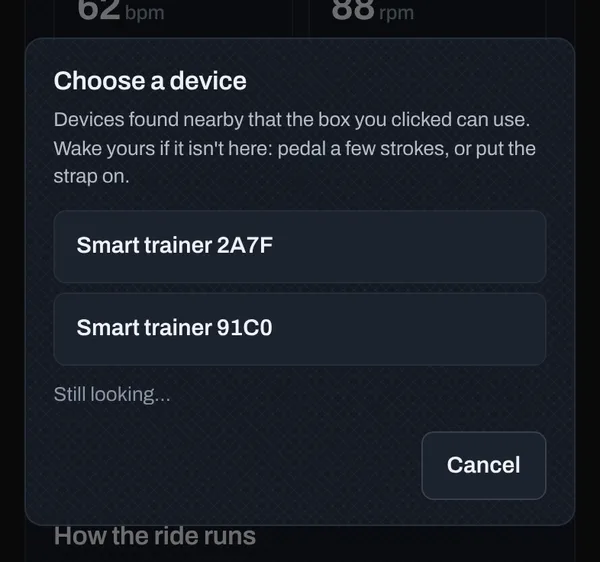 62 bpm
88 rpm
Choose a device
Devices found nearby that the box you clicked can use.
Wake yours if it isn't here: pedal a few strokes, or put the
strap on.
Smart trainer 2A7F
Smart trainer 91C0
Still looking...
Cancel
How the ride runs